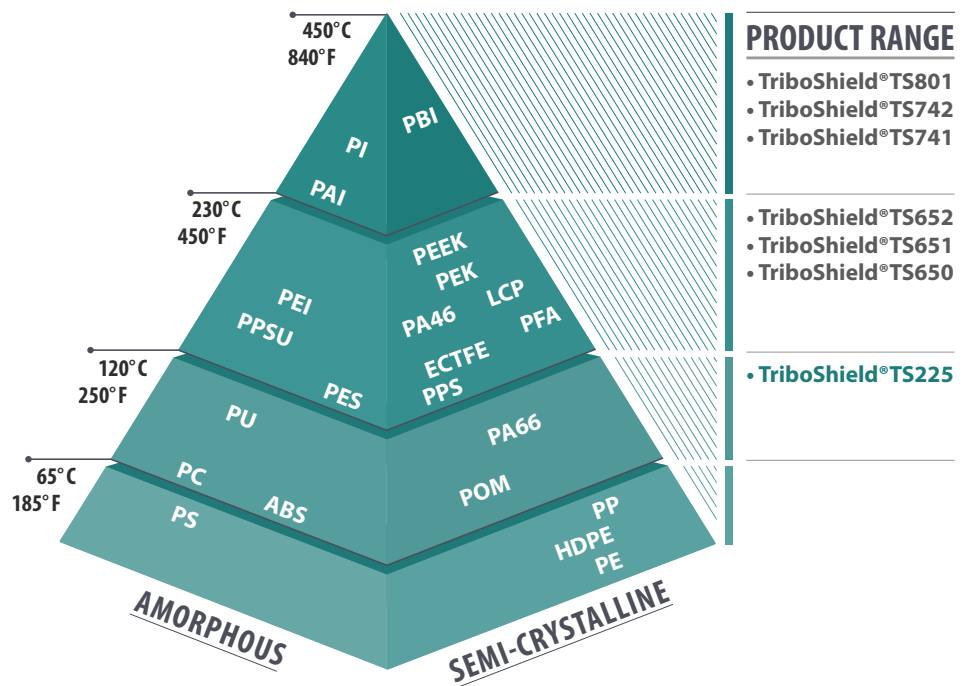 450°C
840°F
PRODUCT RANGE
• TriboShield®TS801
• TriboShield®TS742
• TriboShield®TS741
PBI
PI
PAI
230°C
450°F
• TriboShield®TS652
• TriboShield®TS651
• TriboShield®TS650
PEEK
PEK
LCP
PEI
PA46
PFA
PPSU
ECTFE
PES
PPS
120°C
250°F
• TriboShield®TS225
PU
PA66
PC
POM
ABS
65°C
185°F
PS
PP
HDPE
PE
AMORPHOUS
SEMI-CRYSTALLINE